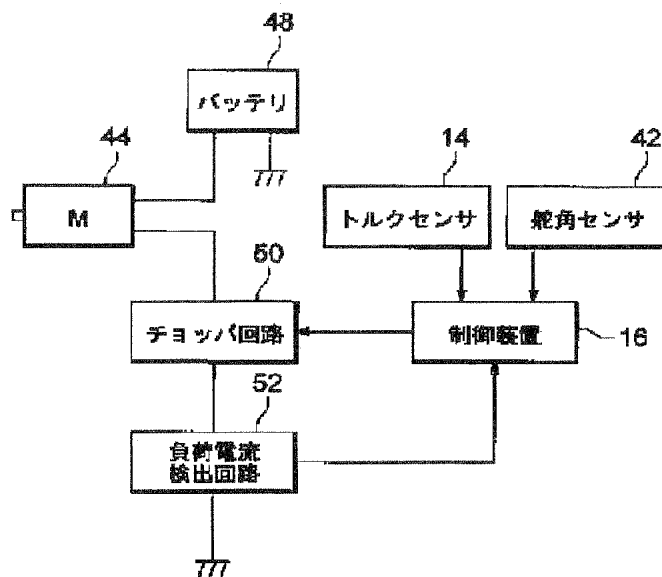 48
バッテリ
44
M
14
トルクセンサ
42
舵角センサ
50
チョッパ回路
制御装置
16
52
負荷電流
検出回路